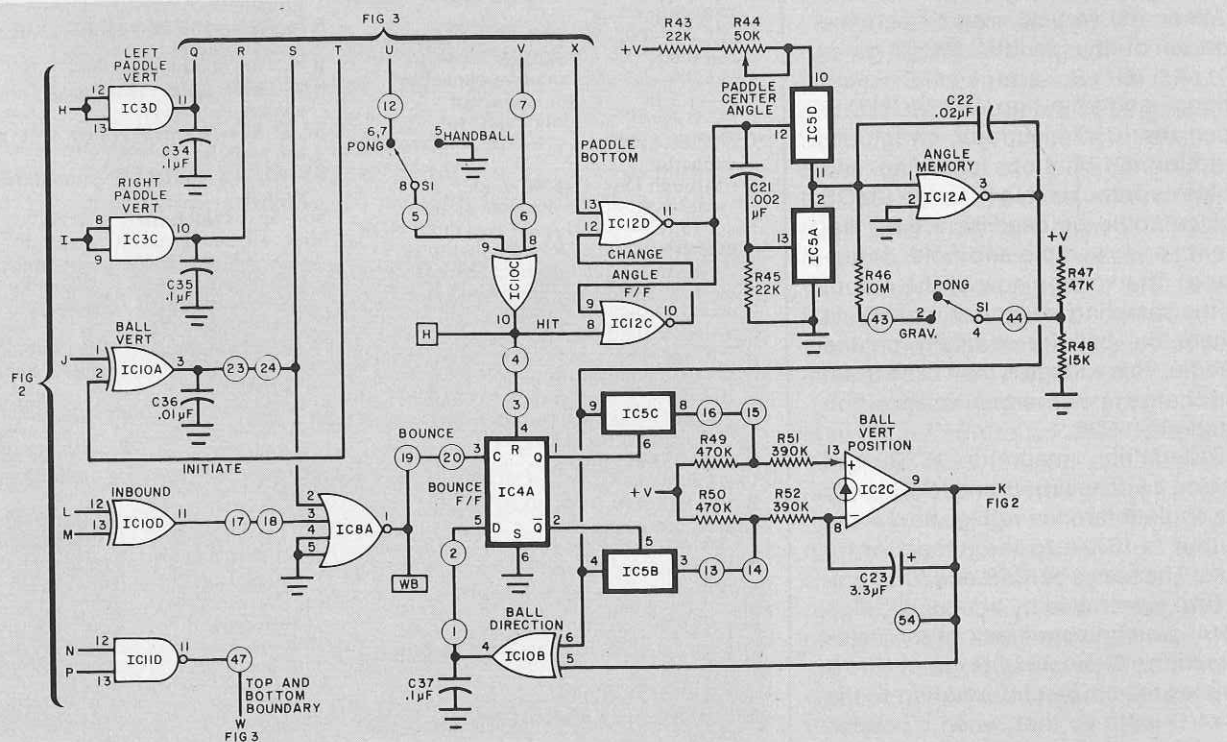 FIG 3
Q R S T U V X
LEFT
PADDLE
VERT
H
12
13
IC3D
11
C34
.1µF
RIGHT
PADDLE
VERT
I
8
9
IC3C
10
C35
.1µF
BALL
VERT
J
1
2
IC10A
3
23
24
C36
.01µF
INITIATE
FIG
2
INBOUND
L
M
12
13
IC10D
11
17
18
N
P
12
13
IC11D
11
47
TOP AND
BOTTOM
BOUNDARY
W
FIG3
2
3
4
5
IC8A
1
WB
BOUNCE
19
20
12
6,7
PONG
5
HANDBALL
8
S1
5
7
6
9
8
IC10C
10
HIT
H
4
3
3
C
4
R
Q
1
BOUNCE
F/F
IC4A
5
D
S
6
Q̅
2
2
1
BALL
DIRECTION
4
IC10B
6
5
C37
.1µF
PADDLE
BOTTOM
13
12
IC12D
11
CHANGE
ANGLE
F/F
9
8
IC12C
10
R43
22K
R44
50K
+V
PADDLE
CENTER
ANGLE
10
12
IC5D
11
C21
.002
µF
2
13
IC5A
1
R45
22K
C22
.02µF
ANGLE
MEMORY
2
IC12A
3
R46
10M
43
PONG
2
GRAV.
S1
4
44
+V
R47
47K
R48
15K
9
IC5C
8
6
16
15
R49
470K
R51
390K
+V
R50
470K
R52
390K
5
4
IC5B
3
13
14
BALL
VERT
POSITION
13
+
IC2C
9
−
8
K
FIG2
C23
3.3µF
+
54